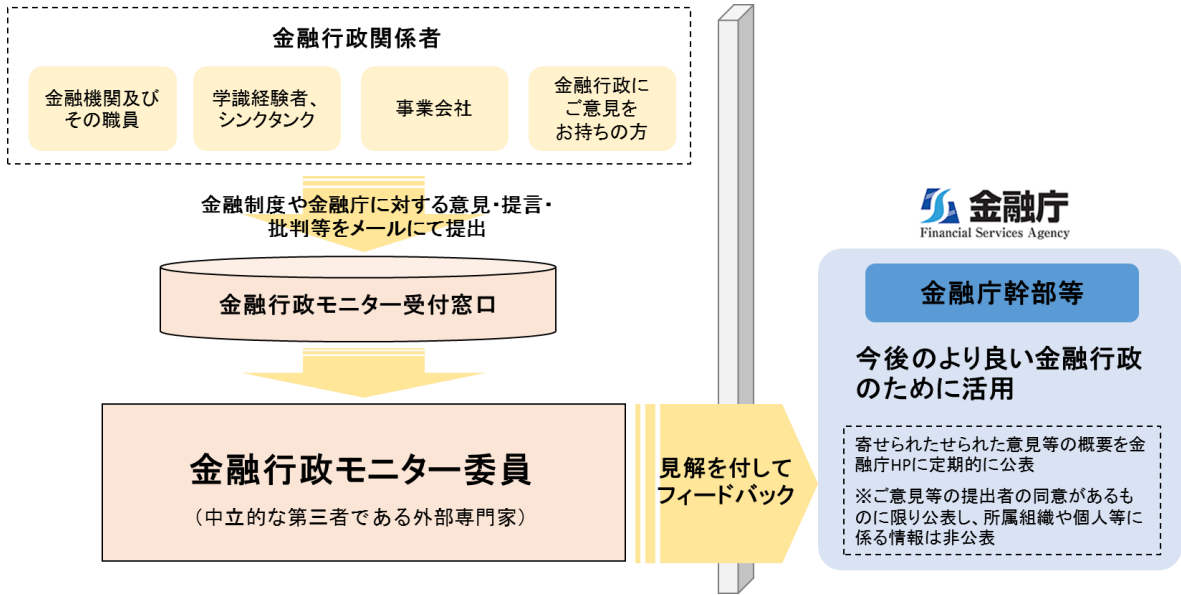 金融行政関係者
金融機関及び
その職員
学識経験者、
シンクタンク
事業会社
金融行政に
ご意見を
お持ちの方
金融制度や金融庁に対する意見・提言・
批判等をメールにて提出
金融行政モニター受付窓口
金融行政モニター委員
（中立的な第三者である外部専門家）
見解を付して
フィードバック
金融庁
Financial Services Agency
金融庁幹部等
今後のより良い金融行政
のために活用
寄せられたせられた意見等の概要を金
融庁HPに定期的に公表
※ご意見等の提出者の同意があるも
のに限り公表し、所属組織や個人等に
係る情報は非公表